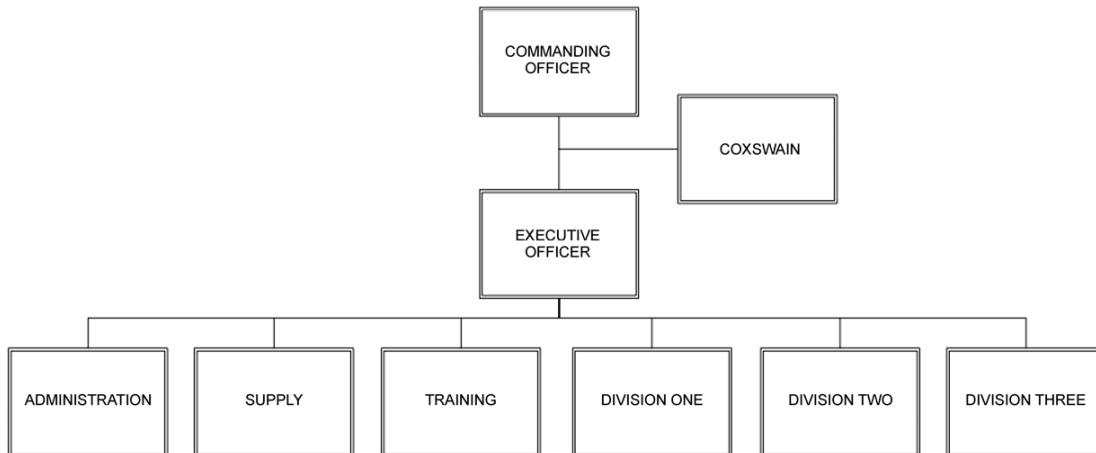 COMMANDING
OFFICER
COXSWAIN
EXECUTIVE
OFFICER
ADMINISTRATION
SUPPLY
TRAINING
DIVISION ONE
DIVISION TWO
DIVISION THREE